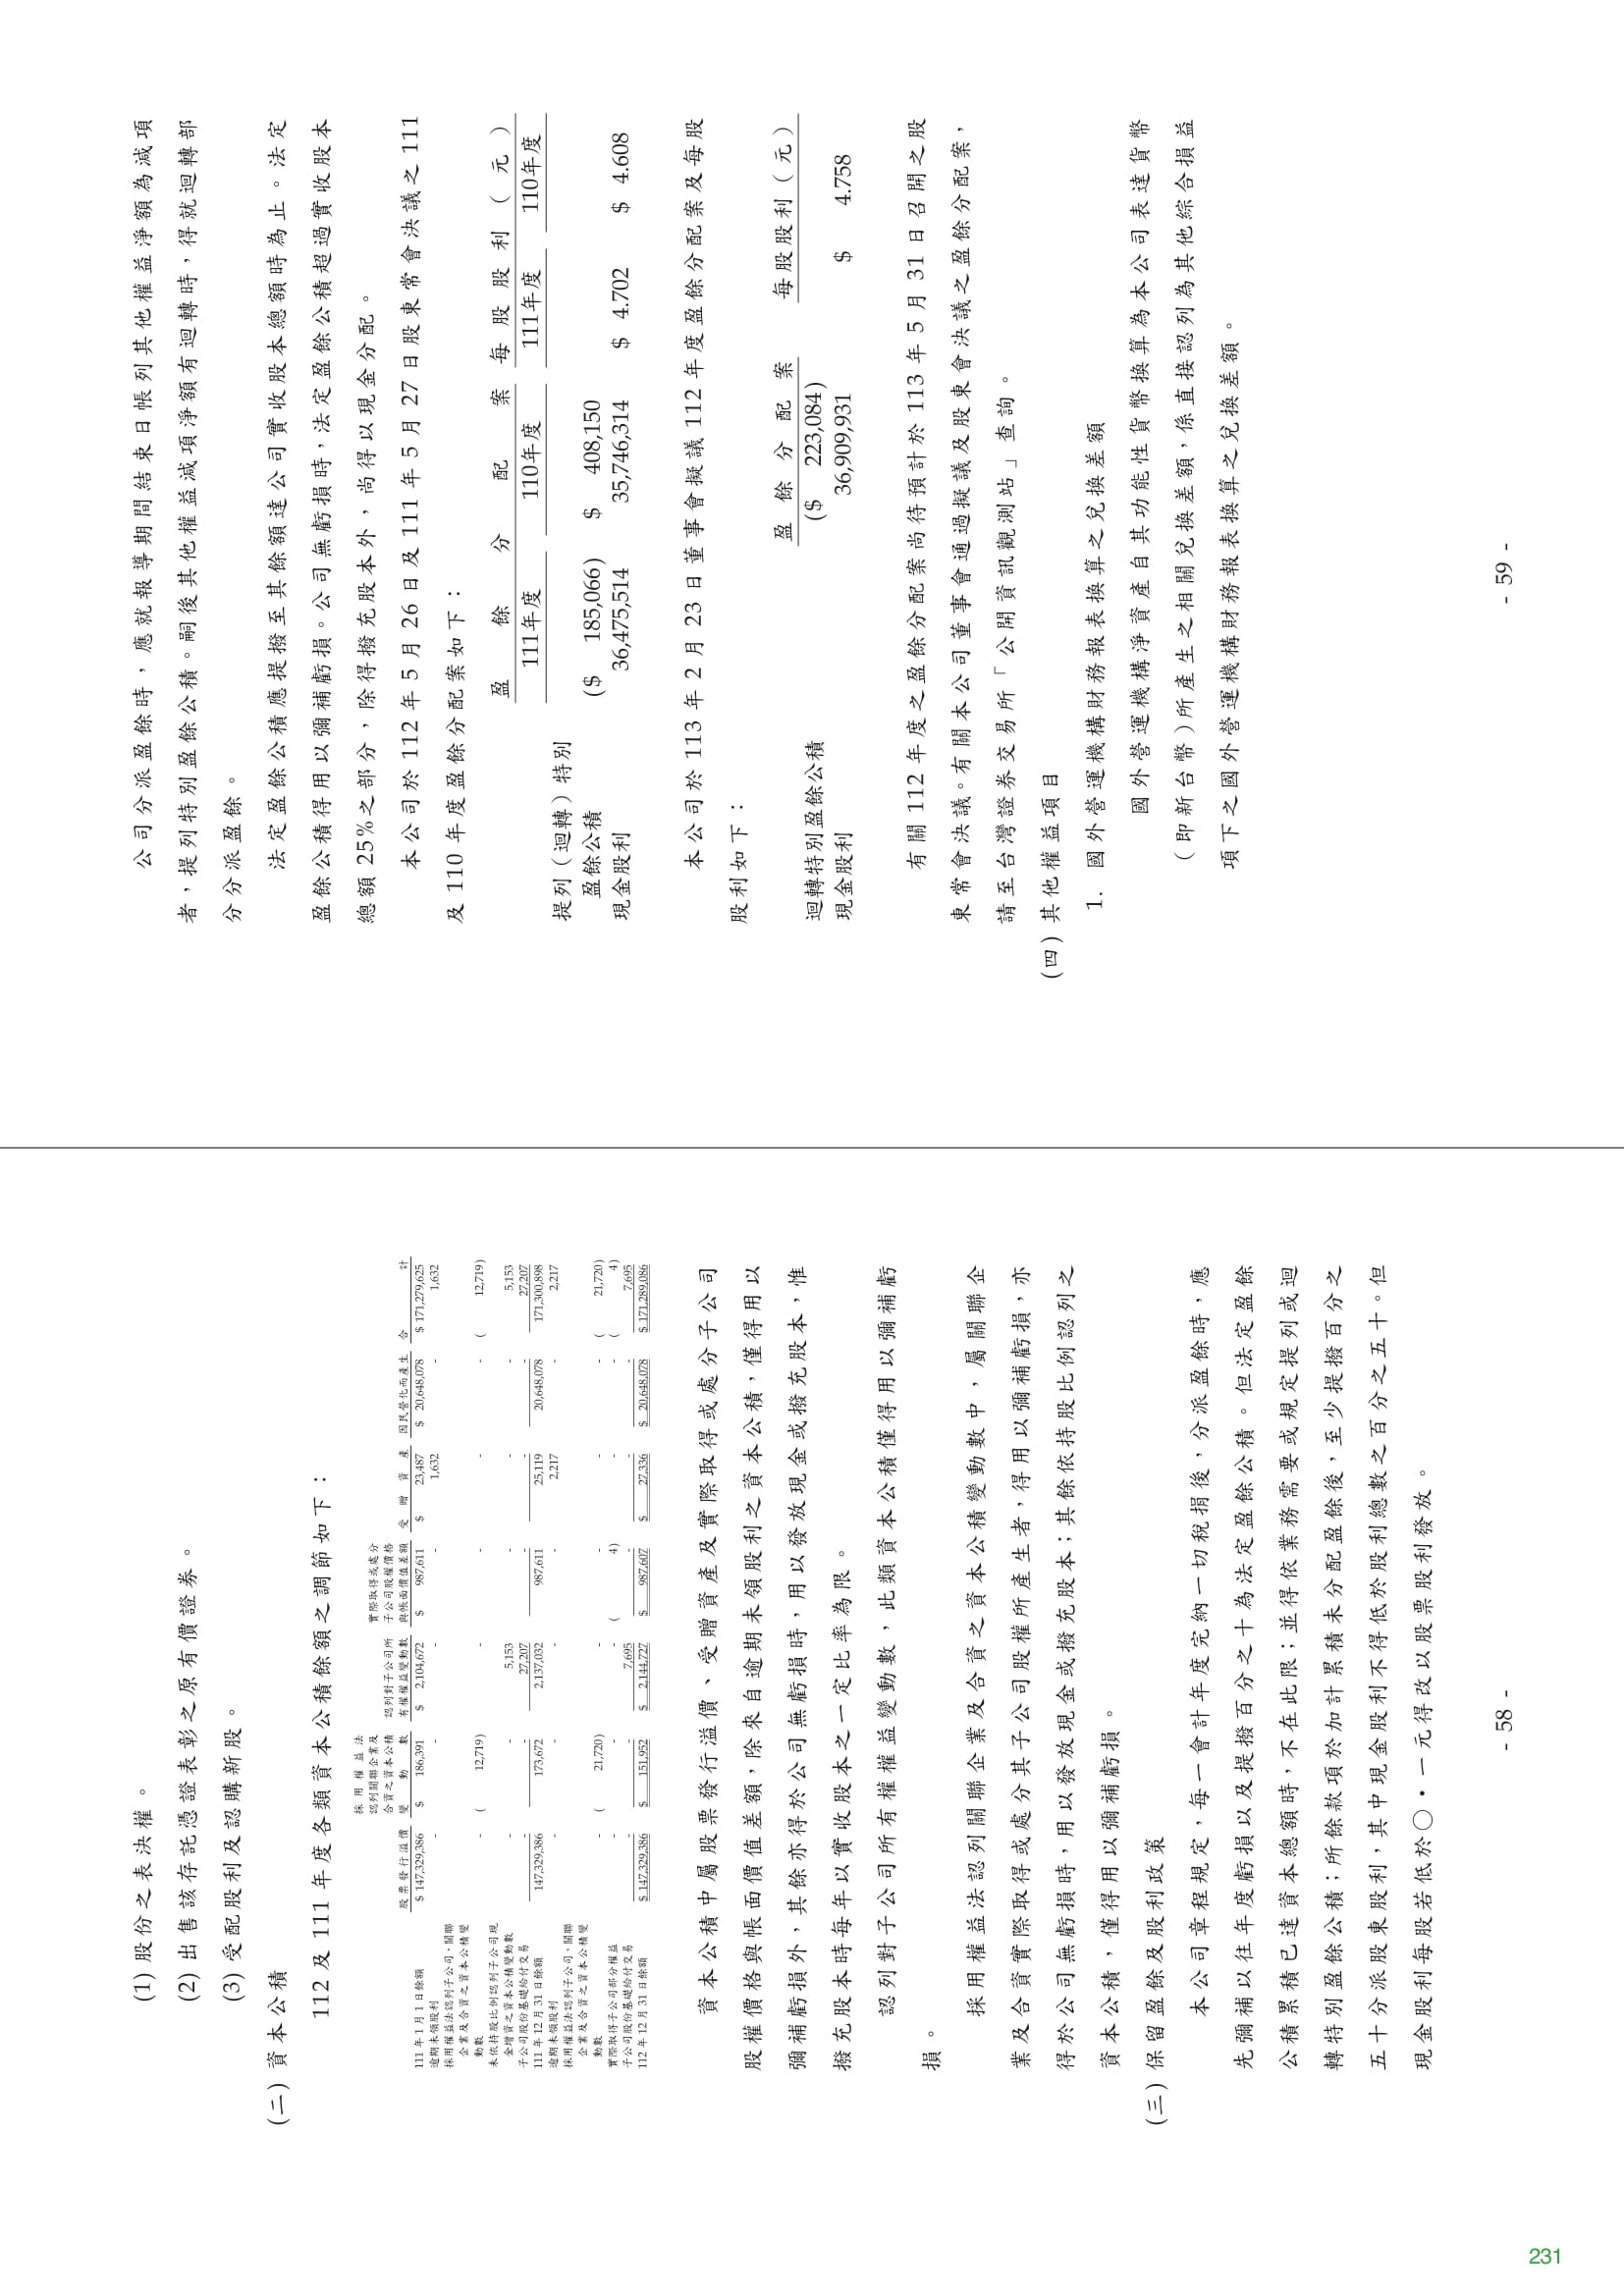 (1) 股份之表決權。
(2) 出售該存託憑證表彰之原有價證券。
(3) 受配股利及認購新股。
(二) 資本公積
112 及 111 年度各類資本公積餘額之調節如下：
股票發行溢價 採用權益法認列關聯企業及合資之資本公積變動數 認列對子公司所有權權益變動數 實際取得或處分子公司股權價格與帳面價值差額 受贈資產 因民營化而產生 合計
111 年 1 月 1 日餘額 $ 147,329,386 $ 186,391 $ 2,104,672 $ 987,611 $ 23,487 $ 20,648,078 $ 171,279,625
逾期未領股利 - - - - 1,632 - 1,632
採用權益法認列子公司、關聯
企業及合資之資本公積變
動數 - ( 12,719) - - - - ( 12,719)
未依持股比例認列子公司現
金增資之資本公積變動數 - - 5,153 - - - 5,153
子公司股份基礎給付交易 - - 27,207 - - - 27,207
111 年 12 月 31 日餘額 147,329,386 173,672 2,137,032 987,611 25,119 20,648,078 171,300,898
逾期未領股利 - - - - 2,217 - 2,217
採用權益法認列子公司、關聯
企業及合資之資本公積變
動數 - ( 21,720) - - - - ( 21,720)
實際取得子公司部分權益 - - - ( 4) - - ( 4)
子公司股份基礎給付交易 - - 7,695 - - - 7,695
112 年 12 月 31 日餘額 $ 147,329,386 $ 151,952 $ 2,144,727 $ 987,607 $ 27,336 $ 20,648,078 $ 171,289,086
資本公積中屬股票發行溢價、受贈資產及實際取得或處分子公司
股權價格與帳面價值差額，除來自逾期未領股利之資本公積，僅得用以
彌補虧損外，其餘亦得於公司無虧損時，用以發放現金或撥充股本，惟
撥充股本時每年以實收股本之一定比率為限。
認列對子公司所有權權益變動數，此類資本公積僅得用以彌補虧
損。
採用權益法認列關聯企業及合資之資本公積變動數中，屬關聯企
業及合資實際取得或處分其子公司股權所產生者，得用以彌補虧損，亦
得於公司無虧損時，用以發放現金或撥充股本；其餘依持股比例認列之
資本公積，僅得用以彌補虧損。
(三) 保留盈餘及股利政策
本公司章程規定，每一會計年度完納一切稅捐後，分派盈餘時，應
先彌補以往年度虧損以及提撥百分之十為法定盈餘公積。但法定盈餘
公積累積已達資本總額時，不在此限；並得依業務需要或規定提列或迴
轉特別盈餘公積；所餘款項於加計累積未分配盈餘後，至少提撥百分之
五十分派股東股利，其中現金股利不得低於股利總數之百分之五十。但
現金股利每股若低於〇・一元得改以股票股利發放。
- 58 -
公司分派盈餘時，應就報導期間結束日帳列其他權益淨額為減項
者，提列特別盈餘公積。嗣後其他權益減項淨額有迴轉時，得就迴轉部
分分派盈餘。
法定盈餘公積應提撥至其餘額達公司實收股本總額時為止。法定
盈餘公積得用以彌補虧損。公司無虧損時，法定盈餘公積超過實收股本
總額 25%之部分，除得撥充股本外，尚得以現金分配。
本公司於 112 年 5 月 26 日及 111 年 5 月 27 日股東常會決議之 111
及 110 年度盈餘分配案如下：
盈餘分配案 每股股利（元）
111年度 110年度 111年度 110年度
提列（迴轉）特別
盈餘公積 ($ 185,066) $ 408,150
現金股利 36,475,514 35,746,314 $ 4.702 $ 4.608
本公司於 113 年 2 月 23 日董事會擬議 112 年度盈餘分配案及每股
股利如下：
盈餘分配案 每股股利（元）
迴轉特別盈餘公積 ($ 223,084)
現金股利 36,909,931 $ 4.758
有關 112 年度之盈餘分配案尚待預計於 113 年 5 月 31 日召開之股
東常會決議。有關本公司董事會通過擬議及股東會決議之盈餘分配案，
請至台灣證券交易所「公開資訊觀測站」查詢。
(四) 其他權益項目
1. 國外營運機構財務報表換算之兌換差額
國外營運機構淨資產自其功能性貨幣換算為本公司表達貨幣
（即新台幣）所產生之相關兌換差額，係直接認列為其他綜合損益
項下之國外營運機構財務報表換算之兌換差額。
- 59 -
231